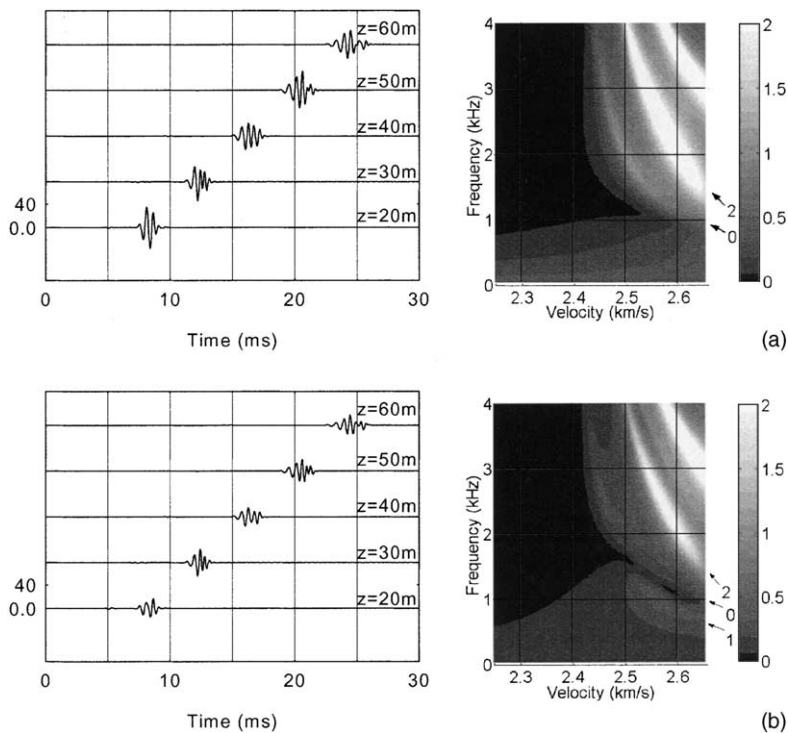 z=60m
z=50m
z=40m
z=30m
z=20m
40
0.0
0 10 20 30
Time (ms)
4
3
2
1
0
Frequency (kHz)
2.3 2.4 2.5 2.6
Velocity (km/s)
2
0
2
1.5
1
0.5
0
(a)
z=60m
z=50m
z=40m
z=30m
z=20m
40
0.0
0 10 20 30
Time (ms)
4
3
2
1
0
Frequency (kHz)
2.3 2.4 2.5 2.6
Velocity (km/s)
2
0
1
2
1.5
1
0.5
0
(b)